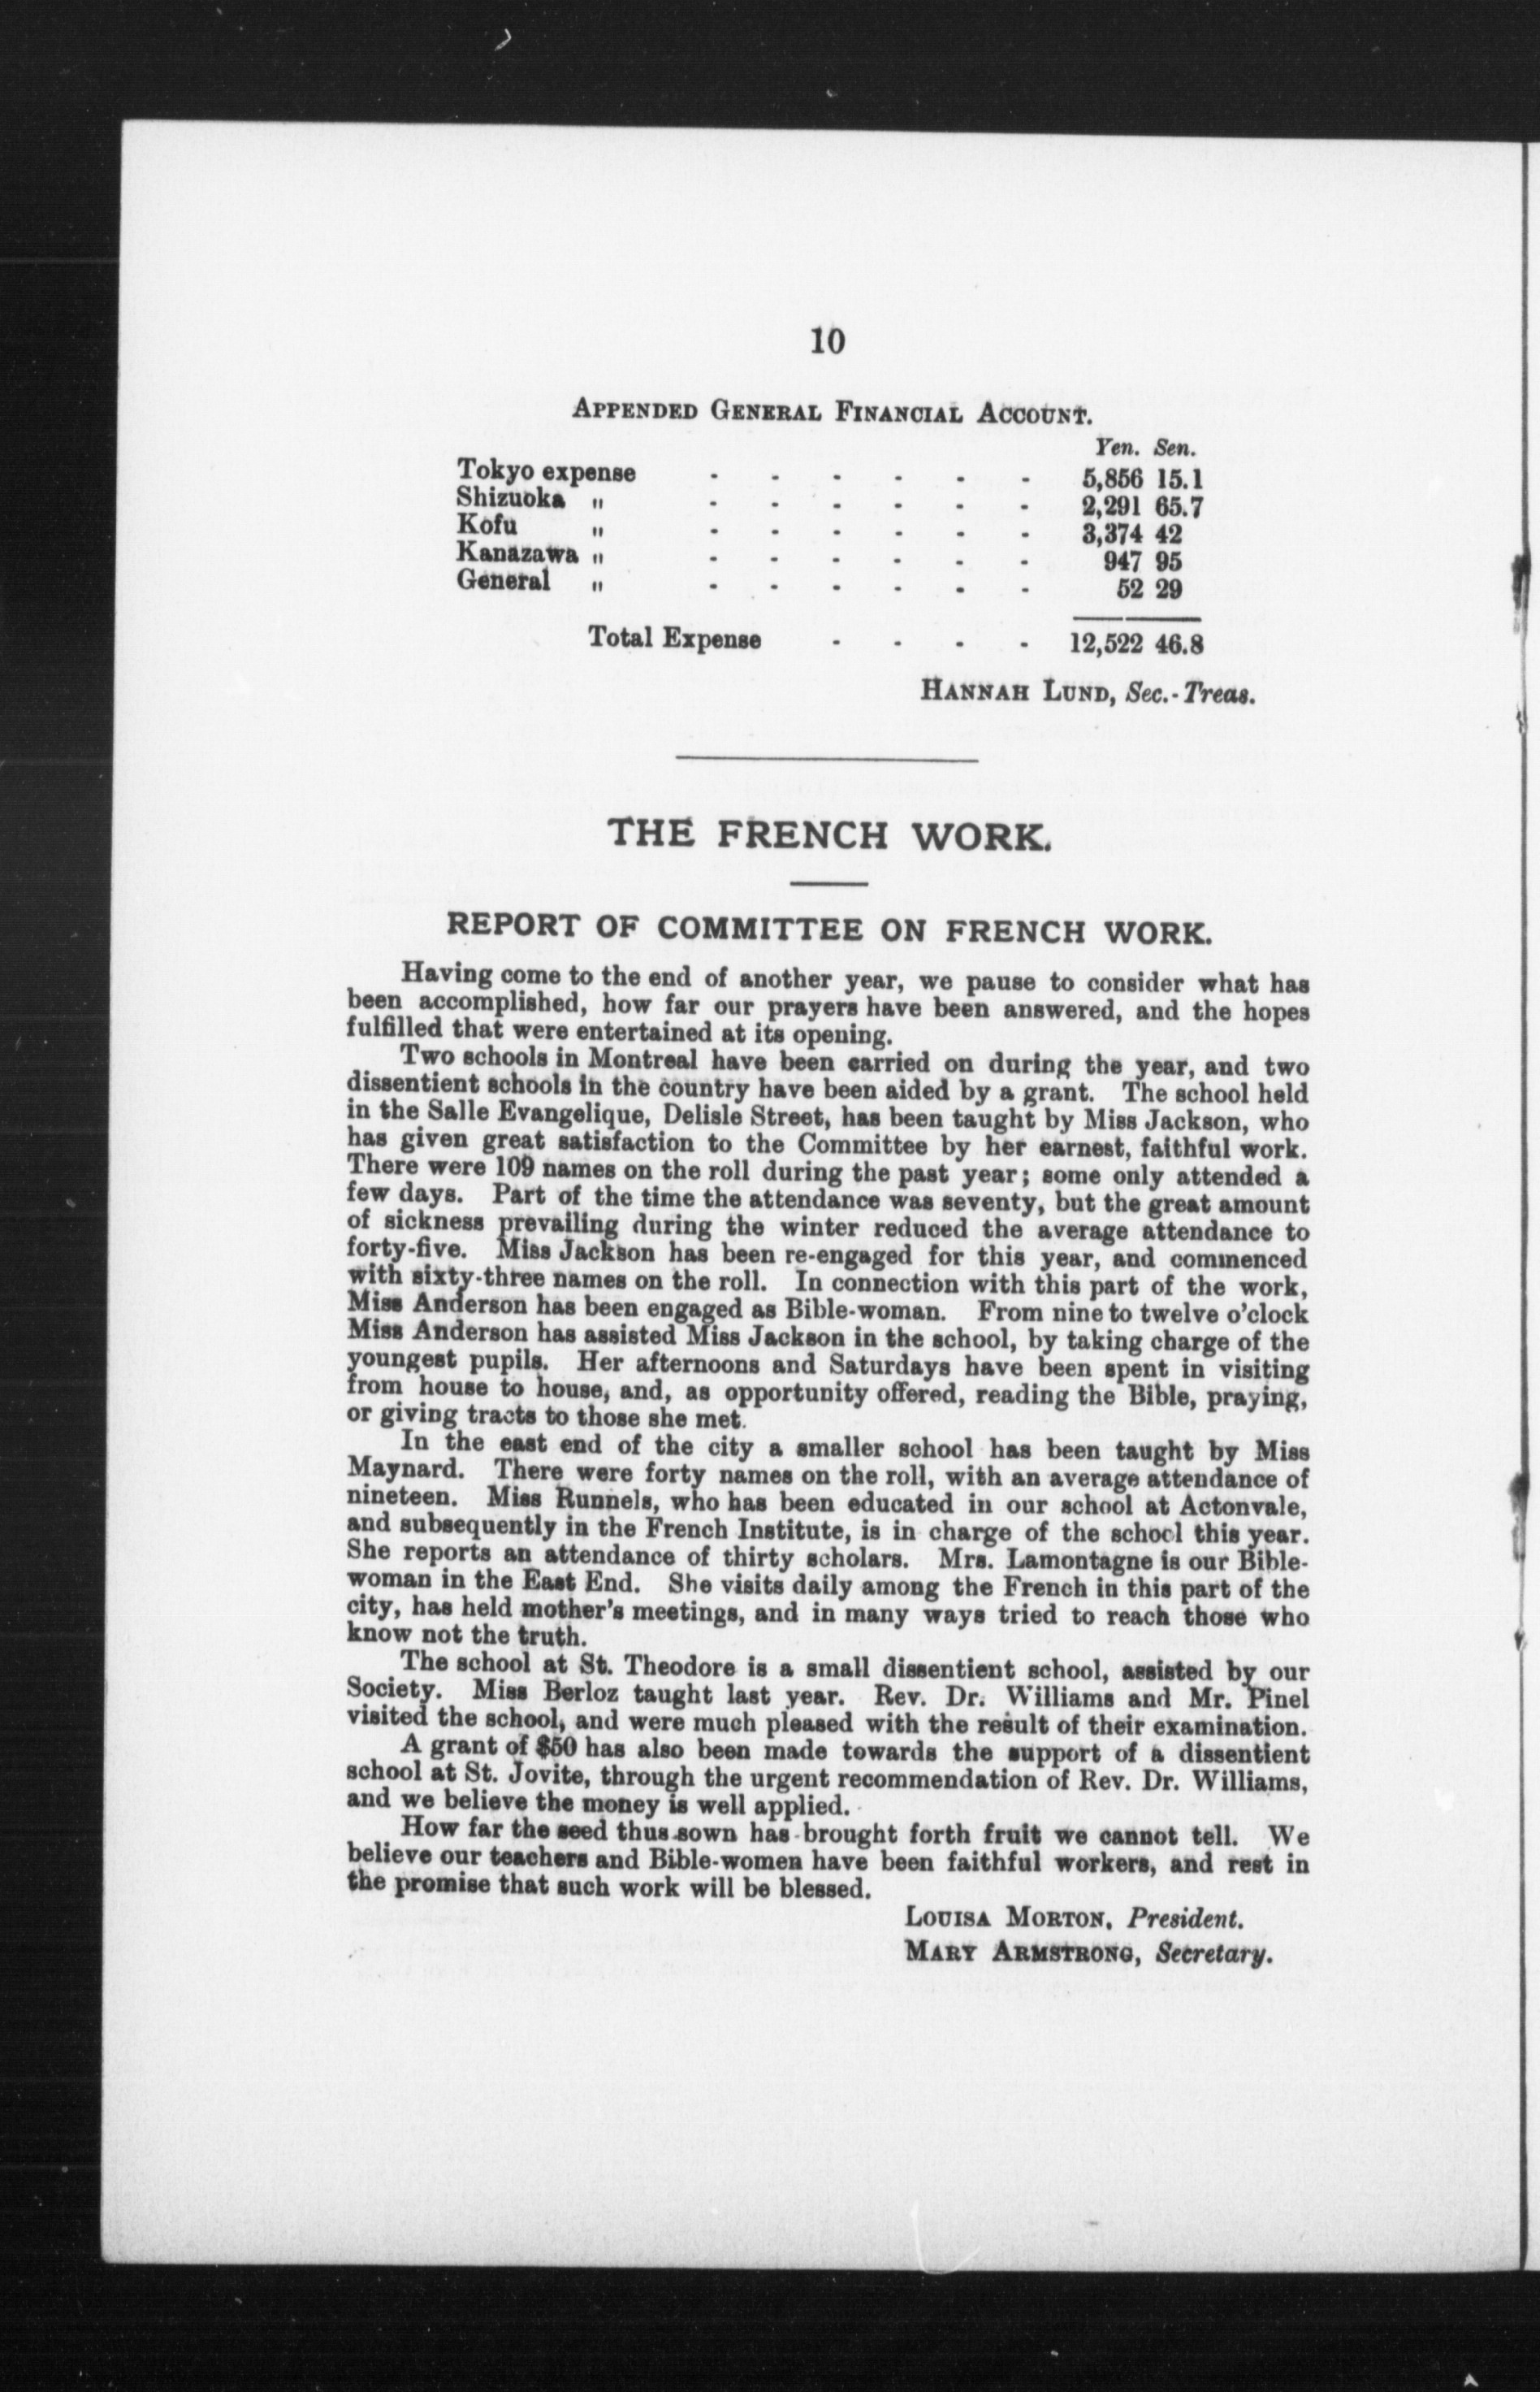 10
APPENDED GENERAL FINANCIAL ACCOUNT.
Yen. Sen.
Tokyo expense - - - - - - 5,856 15.1
Shizuoka " - - - - - - 2,291 65.7
Kofu " - - - - - - 3,374 42
Kanazawa " - - - - - - 947 95
General " - - - - - - 52 29
Total Expense - - - - 12,522 46.8
HANNAH LUND, Sec.-Treas.
THE FRENCH WORK.
REPORT OF COMMITTEE ON FRENCH WORK.
Having come to the end of another year, we pause to consider what has
been accomplished, how far our prayers have been answered, and the hopes
fulfilled that were entertained at its opening.
Two schools in Montreal have been carried on during the year, and two
dissentient schools in the country have been aided by a grant. The school held
in the Salle Evangelique, Delisle Street, has been taught by Miss Jackson, who
has given great satisfaction to the Committee by her earnest, faithful work.
There were 109 names on the roll during the past year; some only attended a
few days. Part of the time the attendance was seventy, but the great amount
of sickness prevailing during the winter reduced the average attendance to
forty-five. Miss Jackson has been re-engaged for this year, and commenced
with sixty-three names on the roll. In connection with this part of the work,
Miss Anderson has been engaged as Bible-woman. From nine to twelve o'clock
Miss Anderson has assisted Miss Jackson in the school, by taking charge of the
youngest pupils. Her afternoons and Saturdays have been spent in visiting
from house to house, and, as opportunity offered, reading the Bible, praying,
or giving tracts to those she met.
In the east end of the city a smaller school has been taught by Miss
Maynard. There were forty names on the roll, with an average attendance of
nineteen. Miss Runnels, who has been educated in our school at Actonvale,
and subsequently in the French Institute, is in charge of the school this year.
She reports an attendance of thirty scholars. Mrs. Lamontagne is our Bible-
woman in the East End. She visits daily among the French in this part of the
city, has held mother's meetings, and in many ways tried to reach those who
know not the truth.
The school at St. Theodore is a small dissentient school, assisted by our
Society. Miss Berloz taught last year. Rev. Dr. Williams and Mr. Pinel
visited the school, and were much pleased with the result of their examination.
A grant of $50 has also been made towards the support of a dissentient
school at St. Jovite, through the urgent recommendation of Rev. Dr. Williams,
and we believe the money is well applied.
How far the seed thus sown has brought forth fruit we cannot tell. We
believe our teachers and Bible-women have been faithful workers, and rest in
the promise that such work will be blessed.
LOUISA MORTON, President.
MARY ARMSTRONG, Secretary.